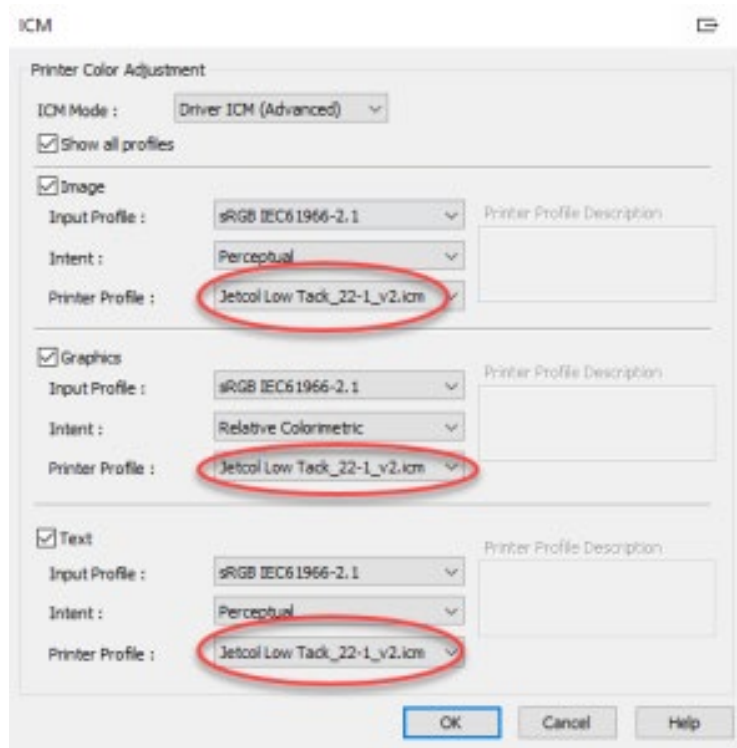 ICM
Printer Color Adjustment
ICM Mode : Driver ICM (Advanced)
Show all profiles
Image
Input Profile : sRGB IEC61966-2.1 Printer Profile Description
Intent : Perceptual
Printer Profile : Jetcol Low Tack_22-1_v2.icm
Graphics
Input Profile : sRGB IEC61966-2.1 Printer Profile Description
Intent : Relative Colorimetric
Printer Profile : Jetcol Low Tack_22-1_v2.icm
Text
Input Profile : sRGB IEC61966-2.1 Printer Profile Description
Intent : Perceptual
Printer Profile : Jetcol Low Tack_22-1_v2.icm
OK Cancel Help